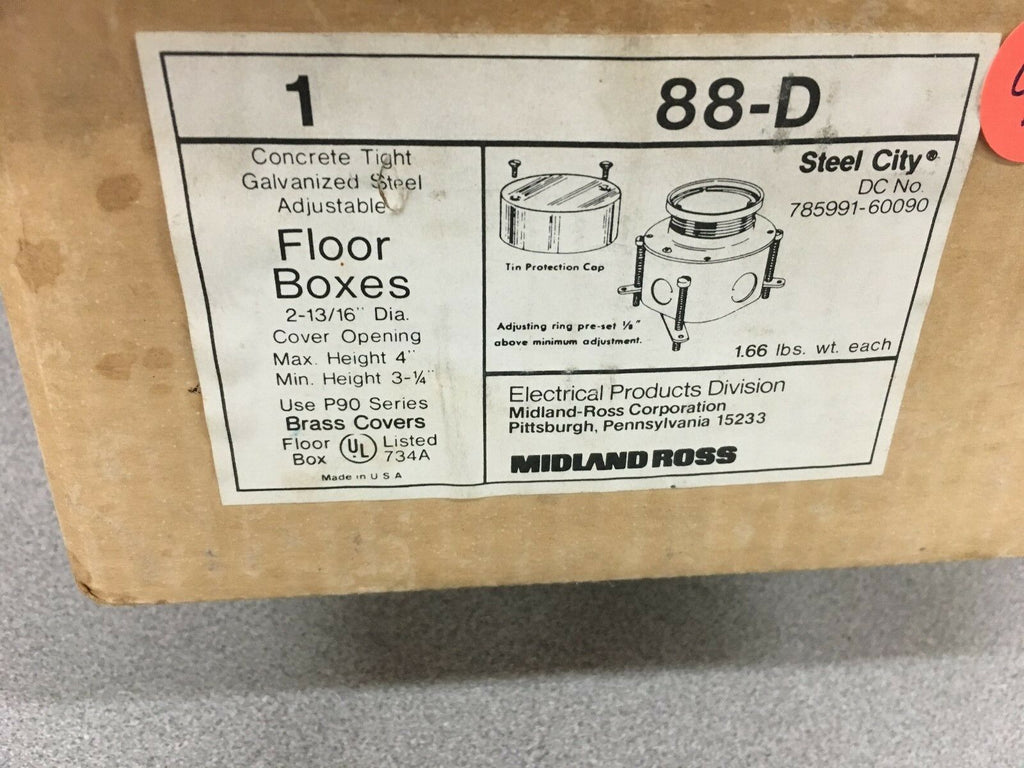 1
88-D
Concrete Tight
Galvanized Steel
Adjustable
Floor
Boxes
2-13/16" Dia.
Cover Opening
Max. Height 4"
Min. Height 3-¼"
Use P90 Series
Brass Covers
Floor UL Listed
Box 734A
Made in U S A
Steel City®
DC No.
785991-60090
Tin Protection Cap
Adjusting ring pre-set ⅛"
above minimum adjustment.
1.66 lbs. wt. each
Electrical Products Division
Midland-Ross Corporation
Pittsburgh, Pennsylvania 15233
MIDLAND ROSS